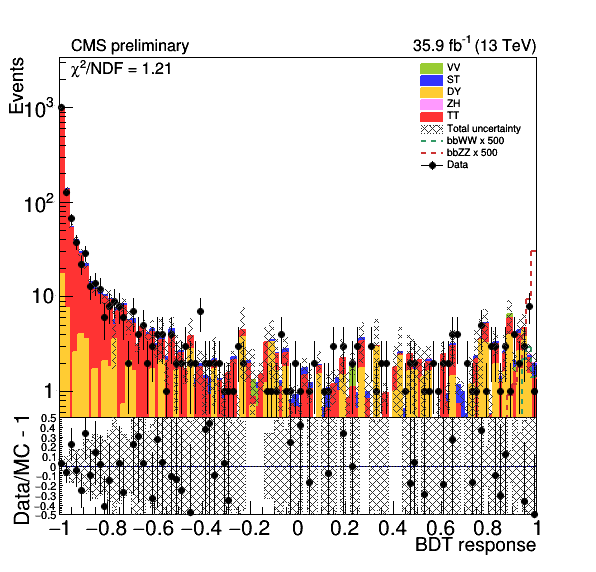 CMS preliminary 35.9 fb⁻¹ (13 TeV)
Events
χ²/NDF = 1.21
VV
ST
DY
ZH
TT
Total uncertainty
bbWW x 500
bbZZ x 500
Data
10³
10²
10
1
Data/MC - 1
0.5
0.4
0.3
0.2
0.1
0
−0.1
−0.2
−0.3
−0.4
−0.5
−1 −0.8 −0.6 −0.4 −0.2 0 0.2 0.4 0.6 0.8 1
BDT response